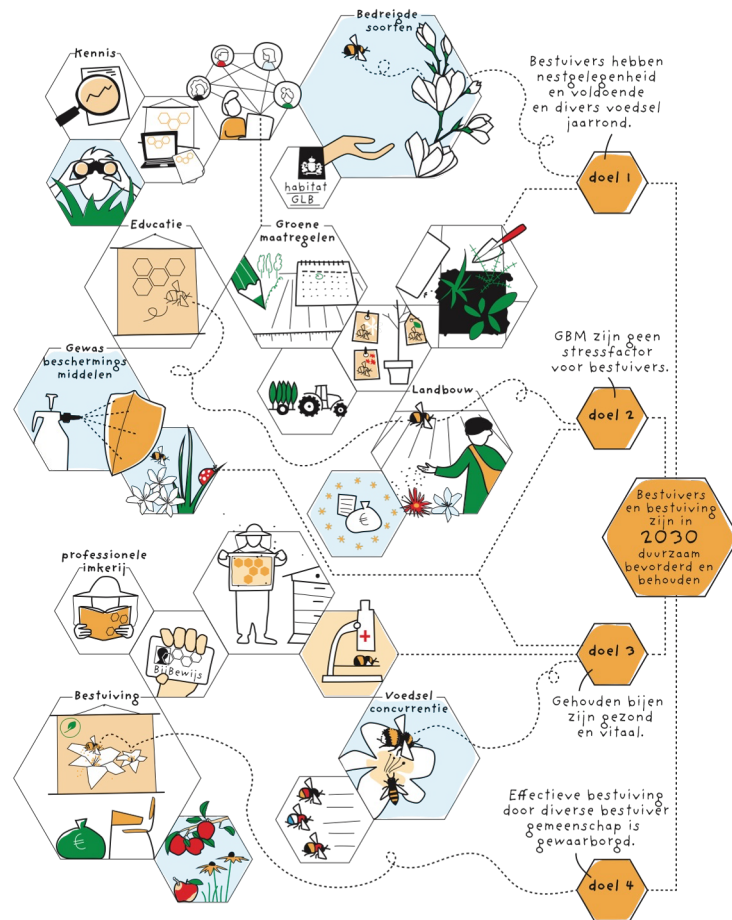 Kennis
Bedreigde
soorten
Bestuivers hebben
nestgelegenheid
en voldoende
en divers voedsel
jaarrond.
doel 1
habitat
GLB
Educatie
Groene
maatregelen
Gewas
beschermings
middelen
GBM zijn geen
stressfactor
voor bestuivers.
Landbouw
doel 2
€
Bestuivers
en bestuiving
zijn in
2030
duurzaam
bevorderd en
behouden
professionele
imkerij
BijBewijs
doel 3
Gehouden bijen
zijn gezond
en vitaal.
Bestuiving
Voedsel
concurrentie
€
Effectieve bestuiving
door diverse bestuiver
gemeenschap is
gewaarborgd.
doel 4